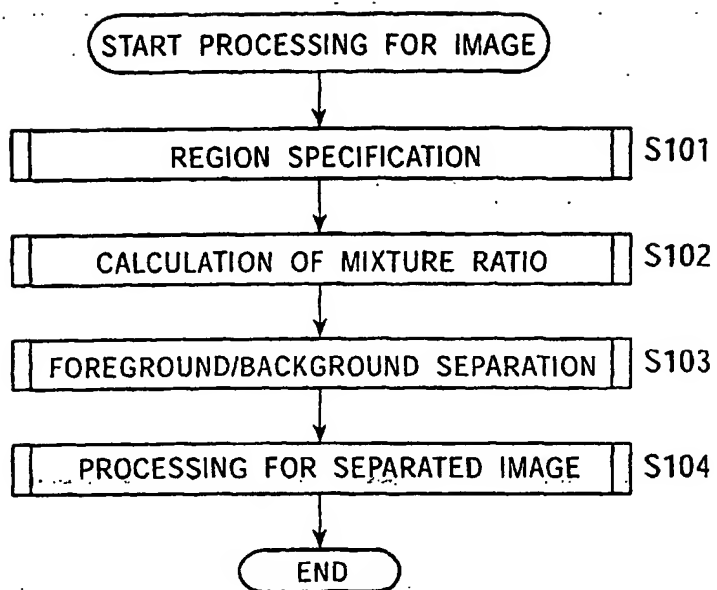 START PROCESSING FOR IMAGE
REGION SPECIFICATION S101
CALCULATION OF MIXTURE RATIO S102
FOREGROUND/BACKGROUND SEPARATION S103
PROCESSING FOR SEPARATED IMAGE S104
END